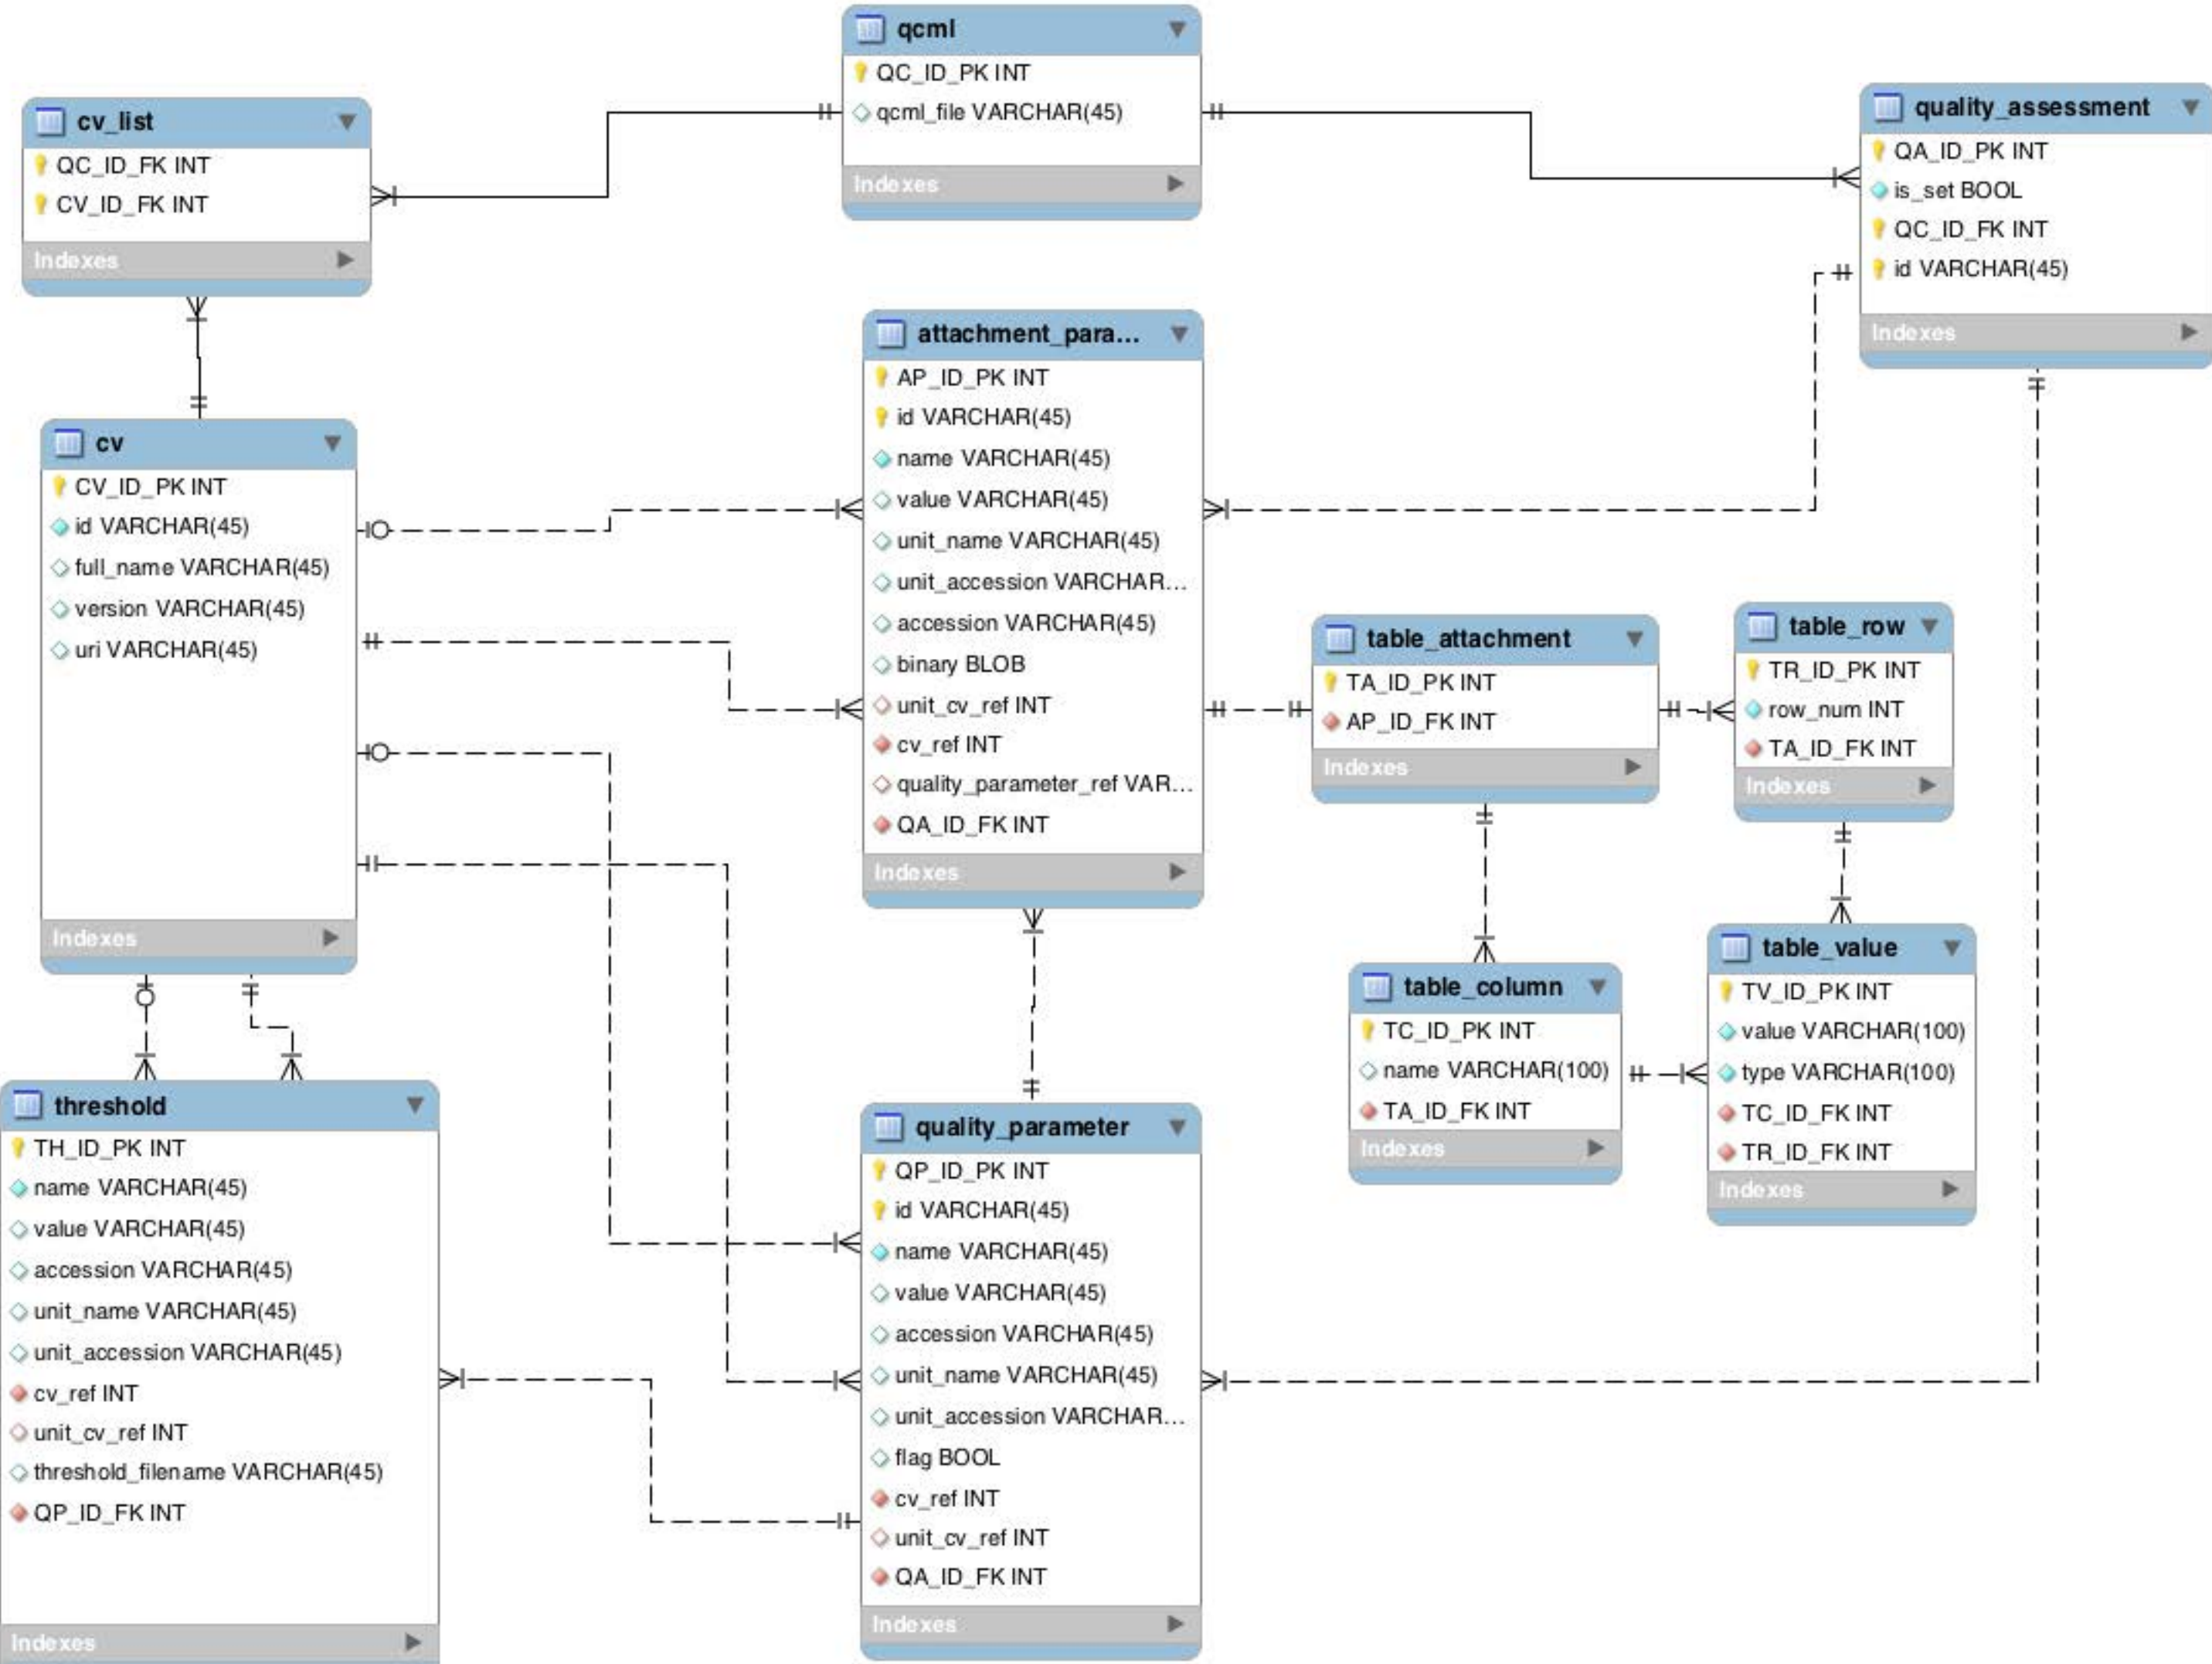 qcml
QC_ID_PK INT
qcml_file VARCHAR(45)
Indexes
cv_list
QC_ID_FK INT
CV_ID_FK INT
Indexes
quality_assessment
QA_ID_PK INT
is_set BOOL
QC_ID_FK INT
id VARCHAR(45)
Indexes
cv
CV_ID_PK INT
id VARCHAR(45)
full_name VARCHAR(45)
version VARCHAR(45)
uri VARCHAR(45)
Indexes
attachment_para...
AP_ID_PK INT
id VARCHAR(45)
name VARCHAR(45)
value VARCHAR(45)
unit_name VARCHAR(45)
unit_accession VARCHAR...
accession VARCHAR(45)
binary BLOB
unit_cv_ref INT
cv_ref INT
quality_parameter_ref VAR...
QA_ID_FK INT
Indexes
table_attachment
TA_ID_PK INT
AP_ID_FK INT
Indexes
table_row
TR_ID_PK INT
row_num INT
TA_ID_FK INT
Indexes
table_column
TC_ID_PK INT
name VARCHAR(100)
TA_ID_FK INT
Indexes
table_value
TV_ID_PK INT
value VARCHAR(100)
type VARCHAR(100)
TC_ID_FK INT
TR_ID_FK INT
Indexes
threshold
TH_ID_PK INT
name VARCHAR(45)
value VARCHAR(45)
accession VARCHAR(45)
unit_name VARCHAR(45)
unit_accession VARCHAR(45)
cv_ref INT
unit_cv_ref INT
threshold_filename VARCHAR(45)
QP_ID_FK INT
Indexes
quality_parameter
QP_ID_PK INT
id VARCHAR(45)
name VARCHAR(45)
value VARCHAR(45)
accession VARCHAR(45)
unit_name VARCHAR(45)
unit_accession VARCHAR...
flag BOOL
cv_ref INT
unit_cv_ref INT
QA_ID_FK INT
Indexes